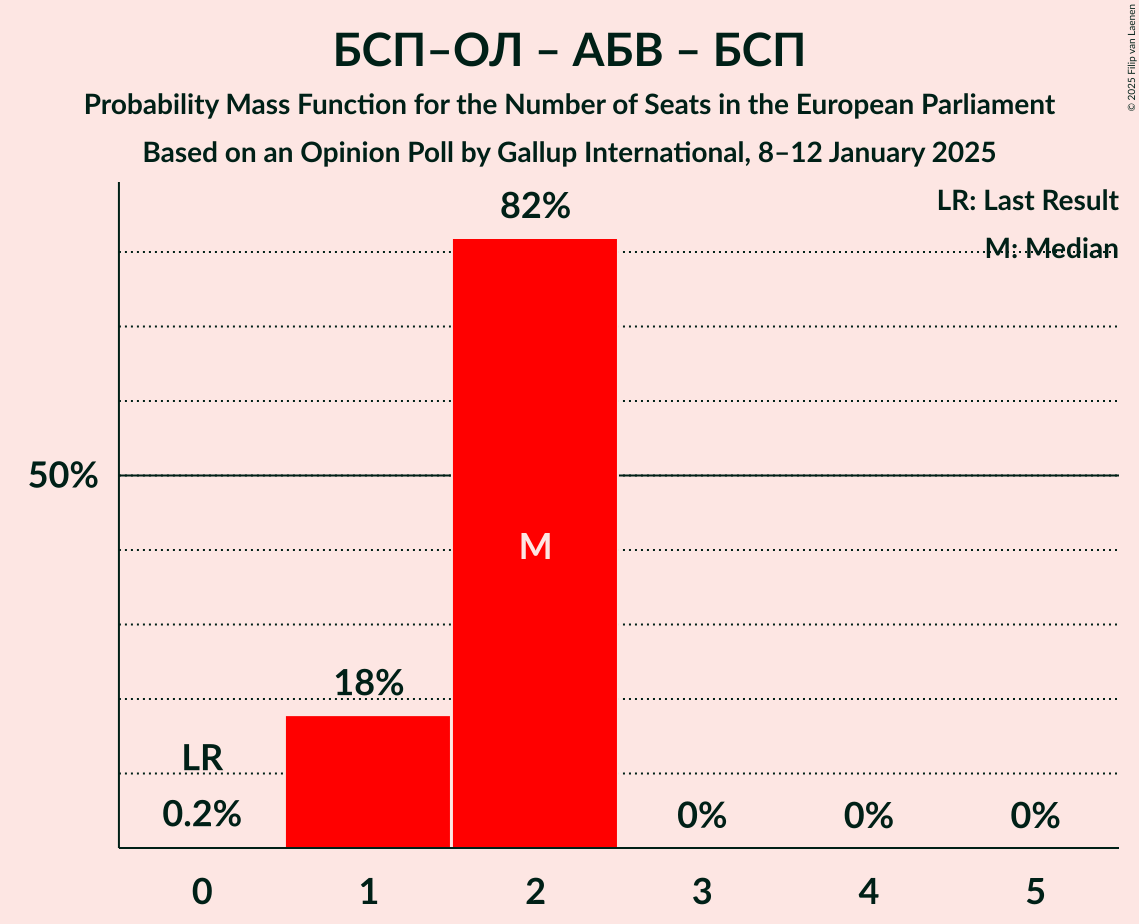 БСП–ОЛ – АБВ – БСП
Probability Mass Function for the Number of Seats in the European Parliament
Based on an Opinion Poll by Gallup International, 8–12 January 2025
© 2025 Filip van Laenen
LR: Last Result
M: Median
82%
50%
M
18%
LR
0.2%
0%
0%
0%
0
1
2
3
4
5